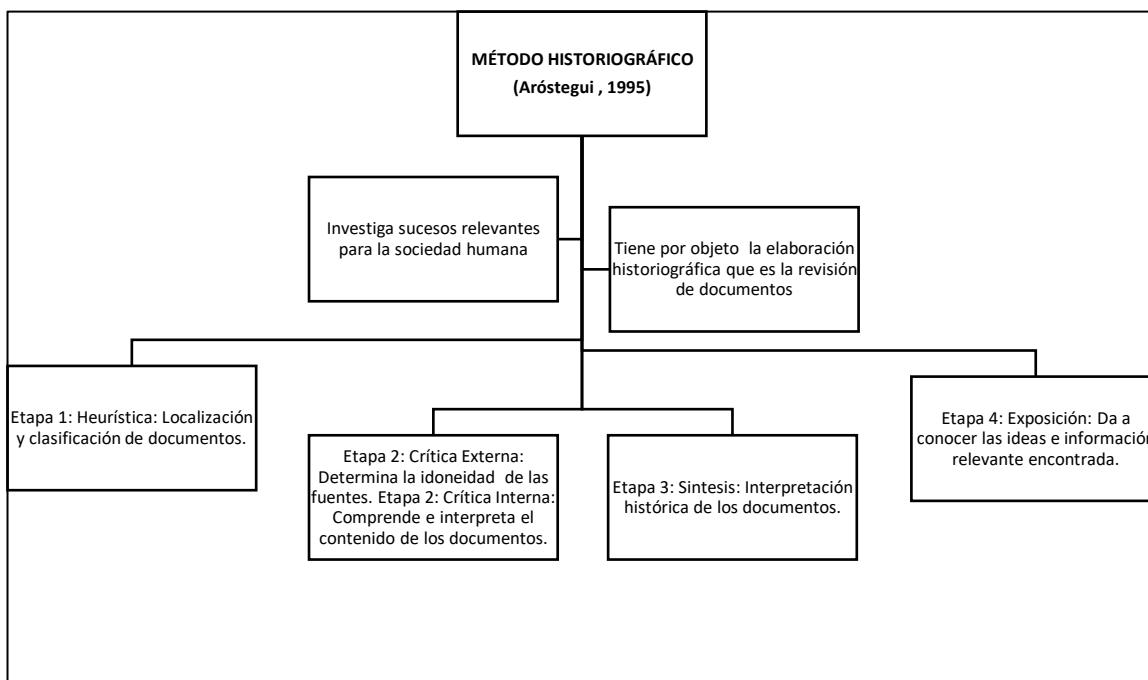 MÉTODO HISTORIOGRÁFICO
(Aróstegui , 1995)
Investiga sucesos relevantes
para la sociedad humana
Tiene por objeto  la elaboración
historiográfica que es la revisión
de documentos
Etapa 1: Heurística: Localización
y clasificación de documentos.
Etapa 2: Crítica Externa:
Determina la idoneidad  de las
fuentes. Etapa 2: Crítica Interna:
Comprende e interpreta el
contenido de los documentos.
Etapa 3: Sintesis: Interpretación
histórica de los documentos.
Etapa 4: Exposición: Da a
conocer las ideas e información
relevante encontrada.